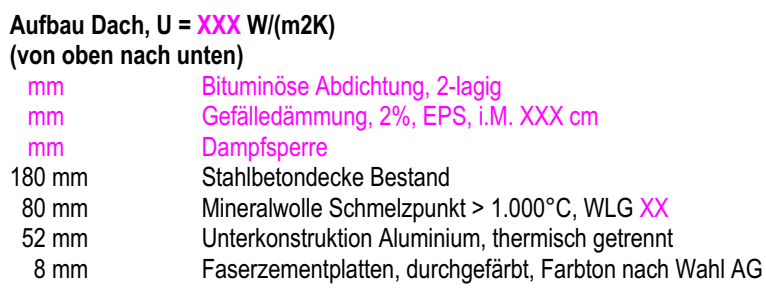 Aufbau Dach, U = XXX W/(m2K)
(von oben nach unten)
mm Bituminöse Abdichtung, 2-lagig
mm Gefälledämmung, 2%, EPS, i.M. XXX cm
mm Dampfsperre
180 mm Stahlbetondecke Bestand
80 mm Mineralwolle Schmelzpunkt > 1.000°C, WLG XX
52 mm Unterkonstruktion Aluminium, thermisch getrennt
8 mm Faserzementplatten, durchgefärbt, Farbton nach Wahl AG